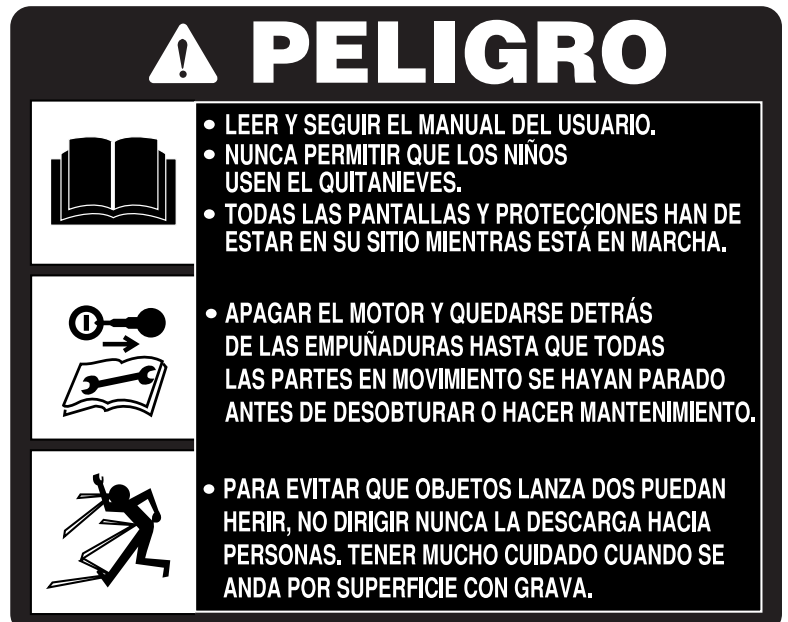 PELIGRO
• LEER Y SEGUIR EL MANUAL DEL USUARIO.
• NUNCA PERMITIR QUE LOS NIÑOS
USEN EL QUITANIEVES.
• TODAS LAS PANTALLAS Y PROTECCIONES HAN DE
ESTAR EN SU SITIO MIENTRAS ESTÁ EN MARCHA.
• APAGAR EL MOTOR Y QUEDARSE DETRÁS
DE LAS EMPUÑADURAS HASTA QUE TODAS
LAS PARTES EN MOVIMIENTO SE HAYAN PARADO
ANTES DE DESOBTURAR O HACER MANTENIMIENTO.
• PARA EVITAR QUE OBJETOS LANZA DOS PUEDAN
HERIR, NO DIRIGIR NUNCA LA DESCARGA HACIA
PERSONAS. TENER MUCHO CUIDADO CUANDO SE
ANDA POR SUPERFICIE CON GRAVA.